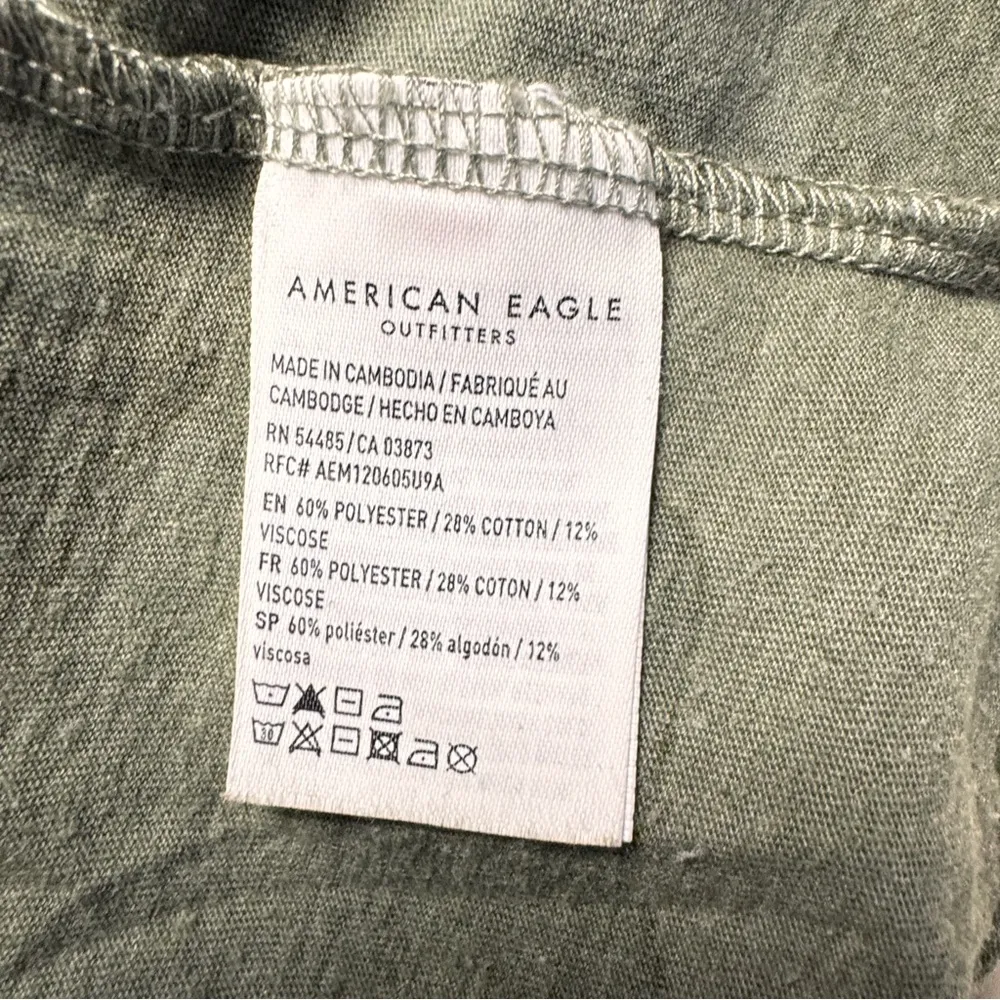 AMERICAN EAGLE
OUTFITTERS
MADE IN CAMBODIA / FABRIQUÉ AU
CAMBODGE / HECHO EN CAMBOYA
RN 54485/CA 03873
RFC# AEM120605U9A
EN 60% POLYESTER / 28% COTTON / 12%
VISCOSE
FR 60% POLYESTER / 28% COTON / 12%
VISCOSE
SP 60% poliéster / 28% algodón / 12%
viscosa
30